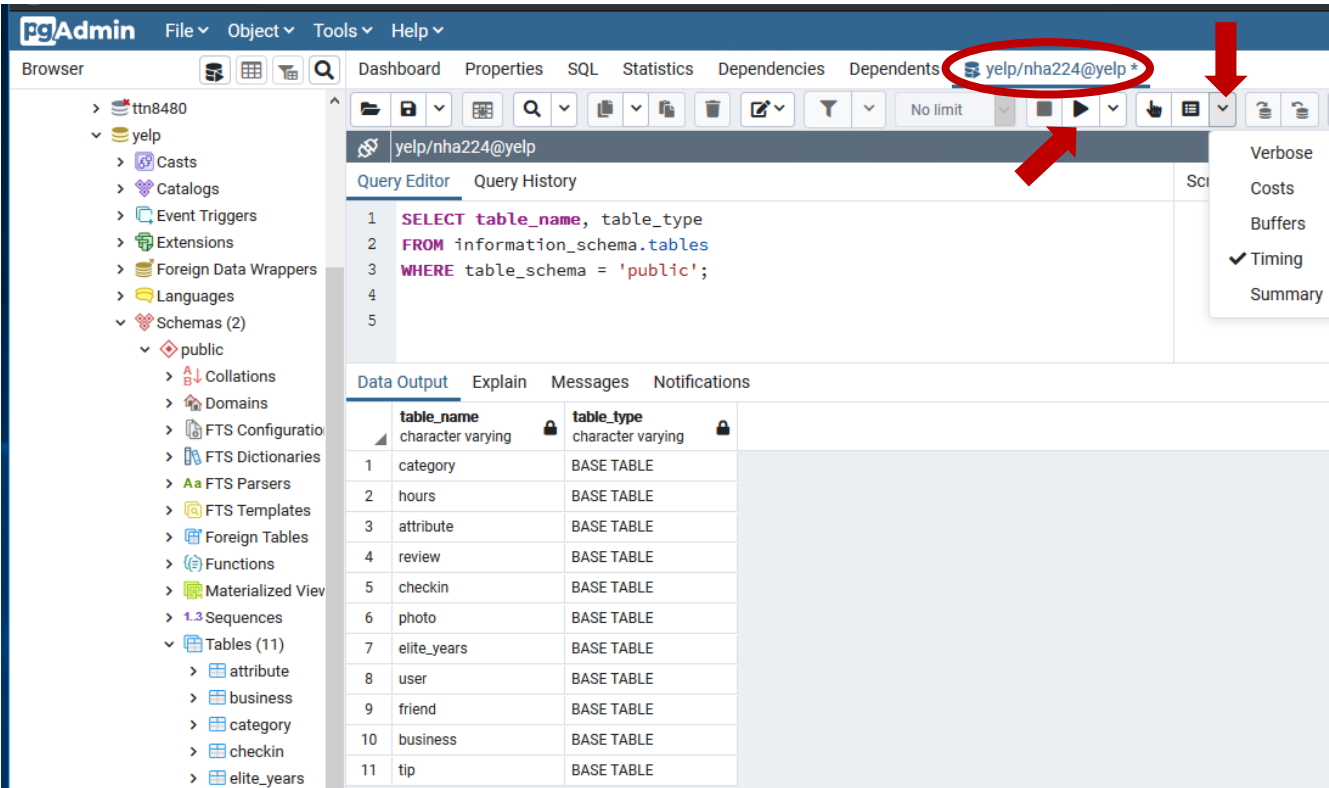 pgAdmin File Object Tools Help
Browser
Dashboard Properties SQL Statistics Dependencies Dependents yelp/nha224@yelp *
ttn8480
yelp
Casts
Catalogs
Event Triggers
Extensions
Foreign Data Wrappers
Languages
Schemas (2)
public
Collations
Domains
FTS Configuratio
FTS Dictionaries
Aa FTS Parsers
FTS Templates
Foreign Tables
Functions
Materialized View
1..3 Sequences
Tables (11)
attribute
business
category
checkin
elite_years
No limit
yelp/nha224@yelp
Query Editor Query History
Scr
Verbose
Costs
Buffers
Timing
Summary
1 SELECT table_name, table_type
2 FROM information_schema.tables
3 WHERE table_schema = 'public';
4
5
Data Output Explain Messages Notifications
table_name table_type
character varying character varying
1 category BASE TABLE
2 hours BASE TABLE
3 attribute BASE TABLE
4 review BASE TABLE
5 checkin BASE TABLE
6 photo BASE TABLE
7 elite_years BASE TABLE
8 user BASE TABLE
9 friend BASE TABLE
10 business BASE TABLE
11 tip BASE TABLE